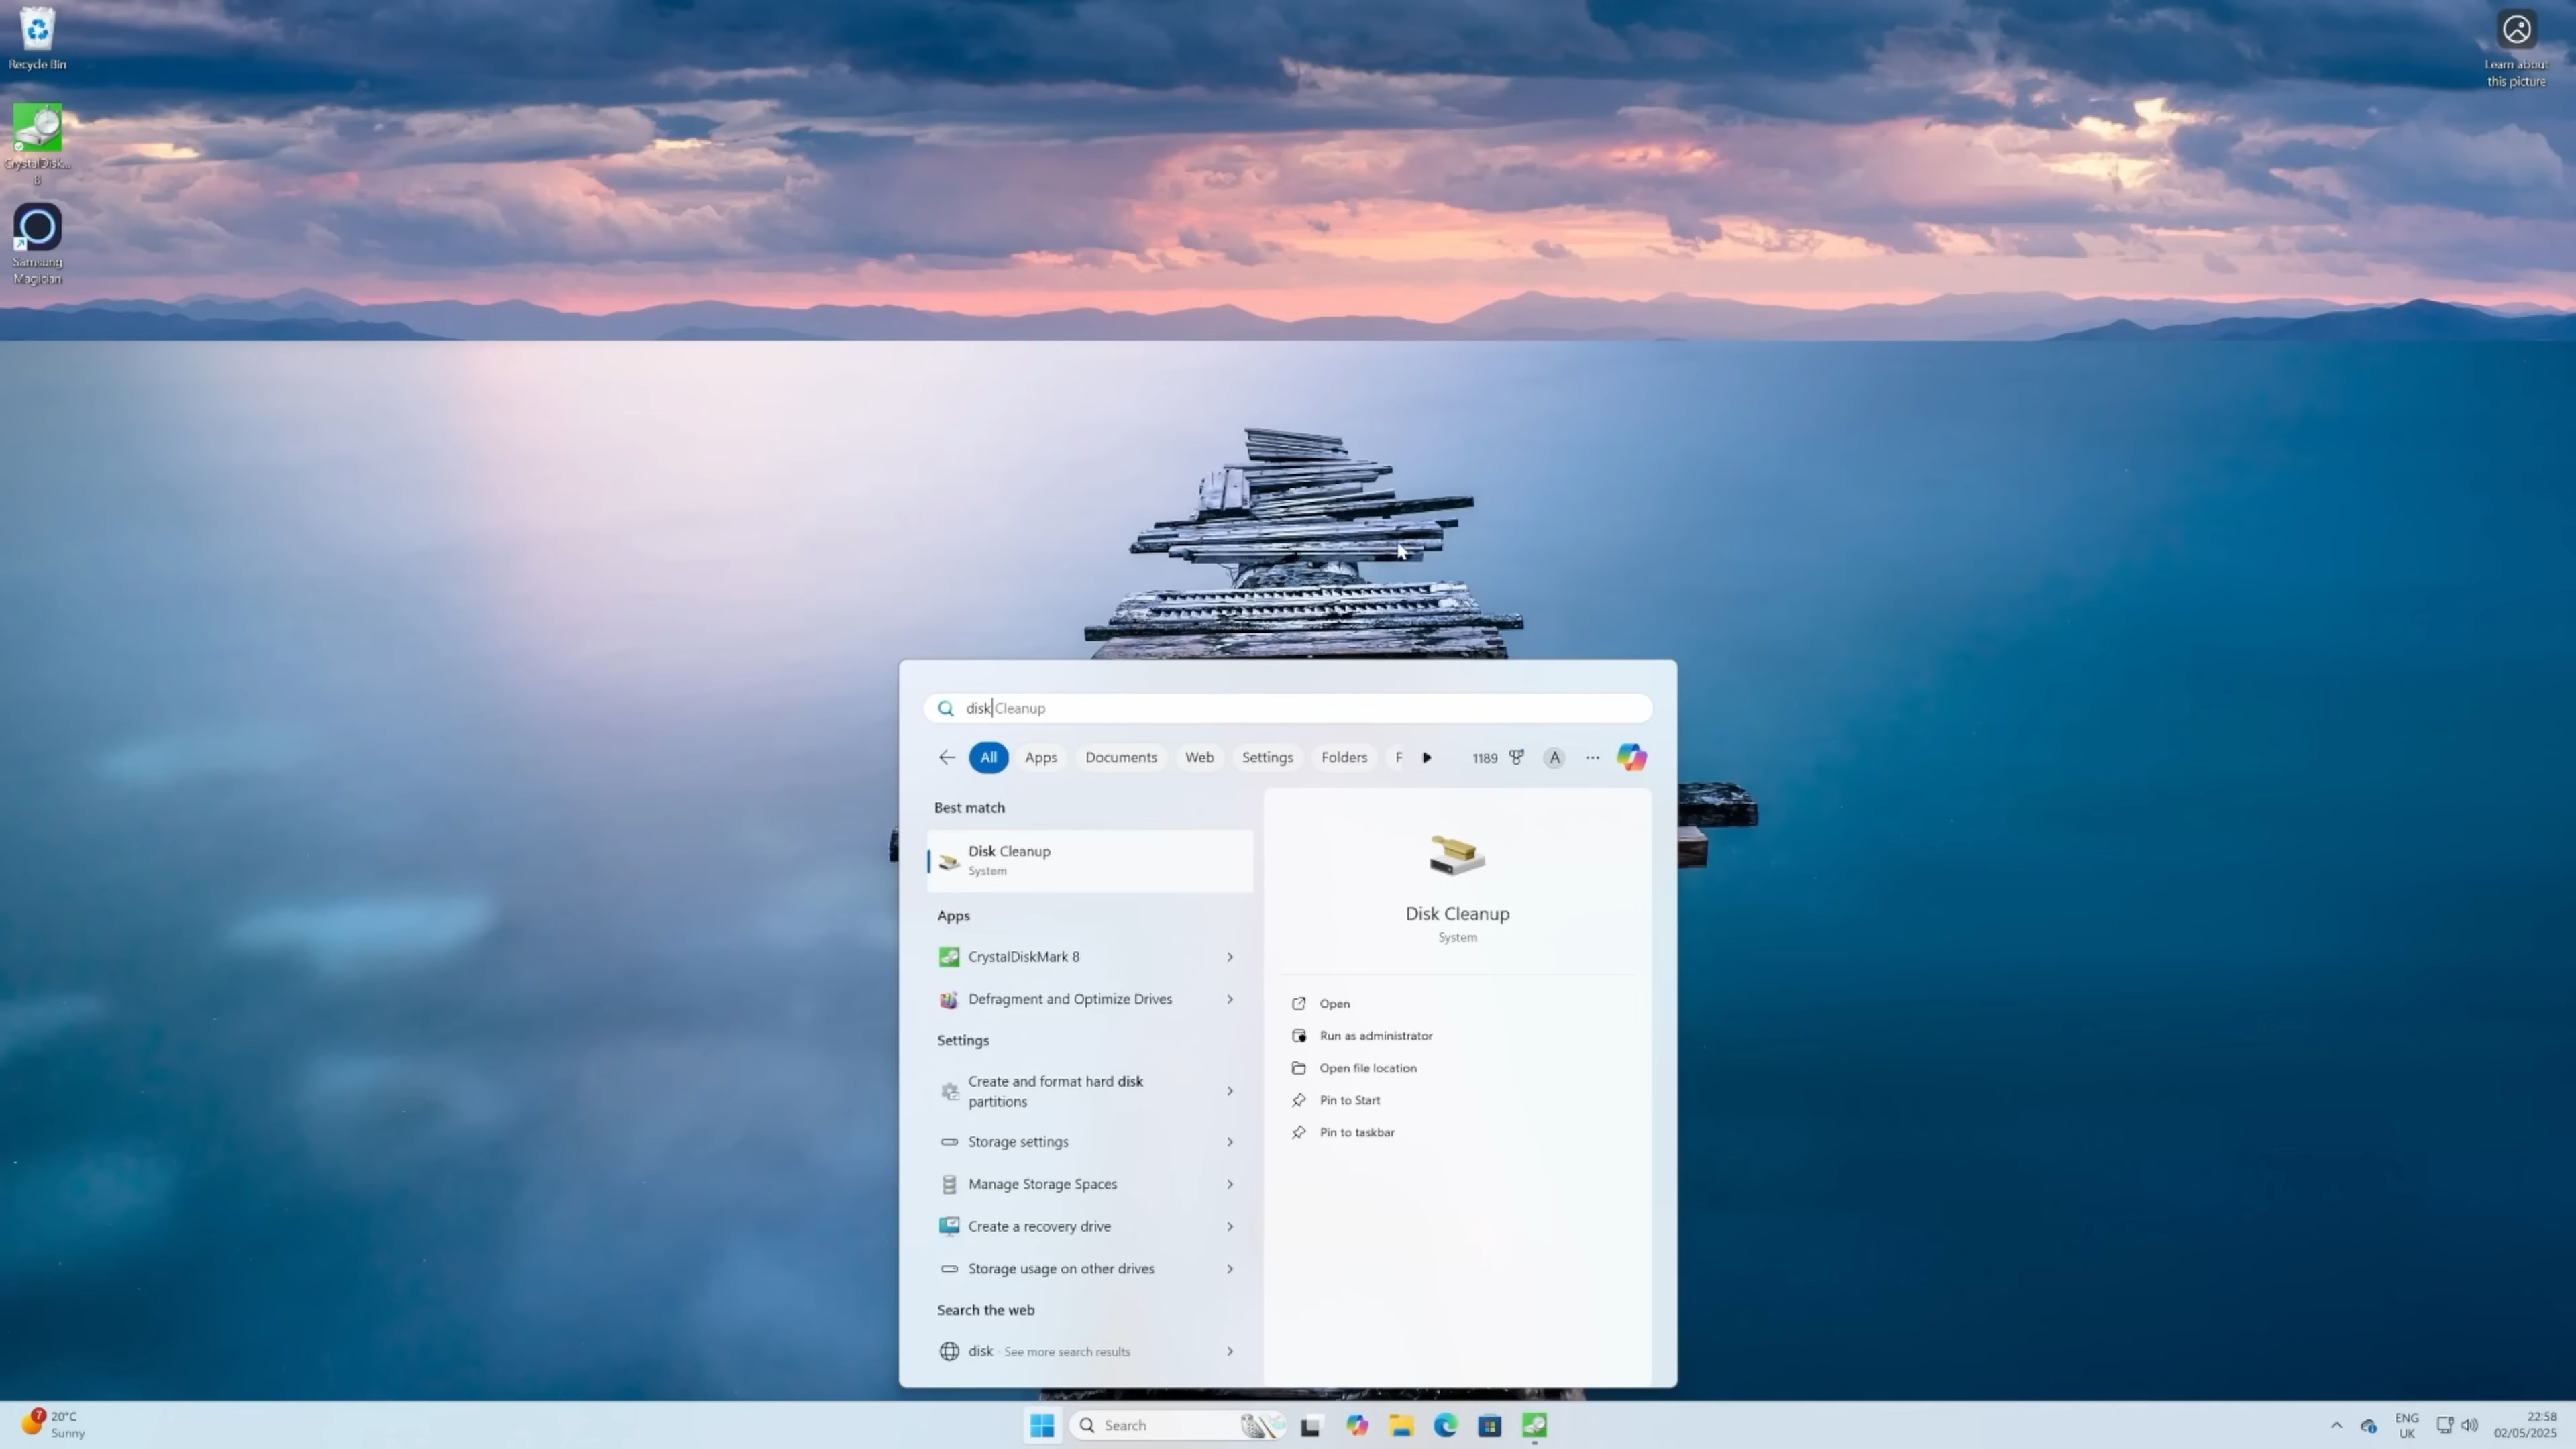 Recycle Bin
CrystalDisk...
8
Samsung
Magician
Learn about
this picture
disk Cleanup
All
Apps
Documents
Web
Settings
Folders
F
1189
A
...
Best match
Disk Cleanup
System
Apps
CrystalDiskMark 8
Defragment and Optimize Drives
Settings
Create and format hard disk
partitions
Storage settings
Manage Storage Spaces
Create a recovery drive
Storage usage on other drives
Search the web
disk - See more search results
Disk Cleanup
System
Open
Run as administrator
Open file location
Pin to Start
Pin to taskbar
7
20°C
Sunny
Search
ENG
UK
22:58
02/05/2025